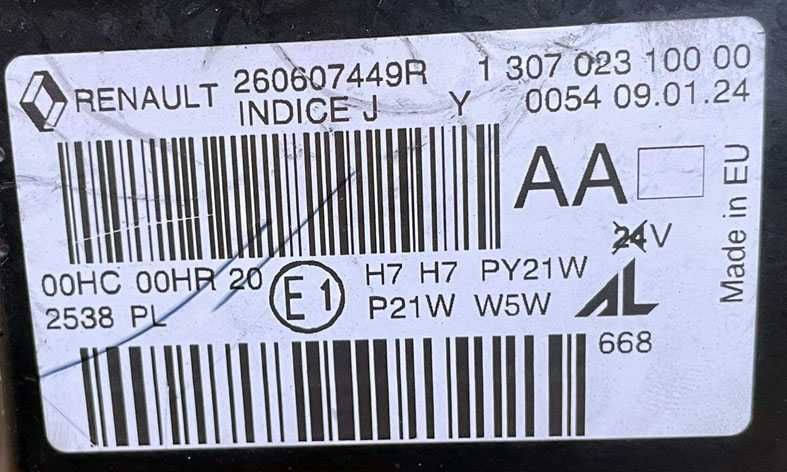 RENAULT 260607449R 1 307 023 100 00
INDICE J Y 0054 09.01.24
AA
24V
00HC 00HR 20 E1 H7 H7 PY21W
2538 PL P21W W5W AL
668
Made in EU